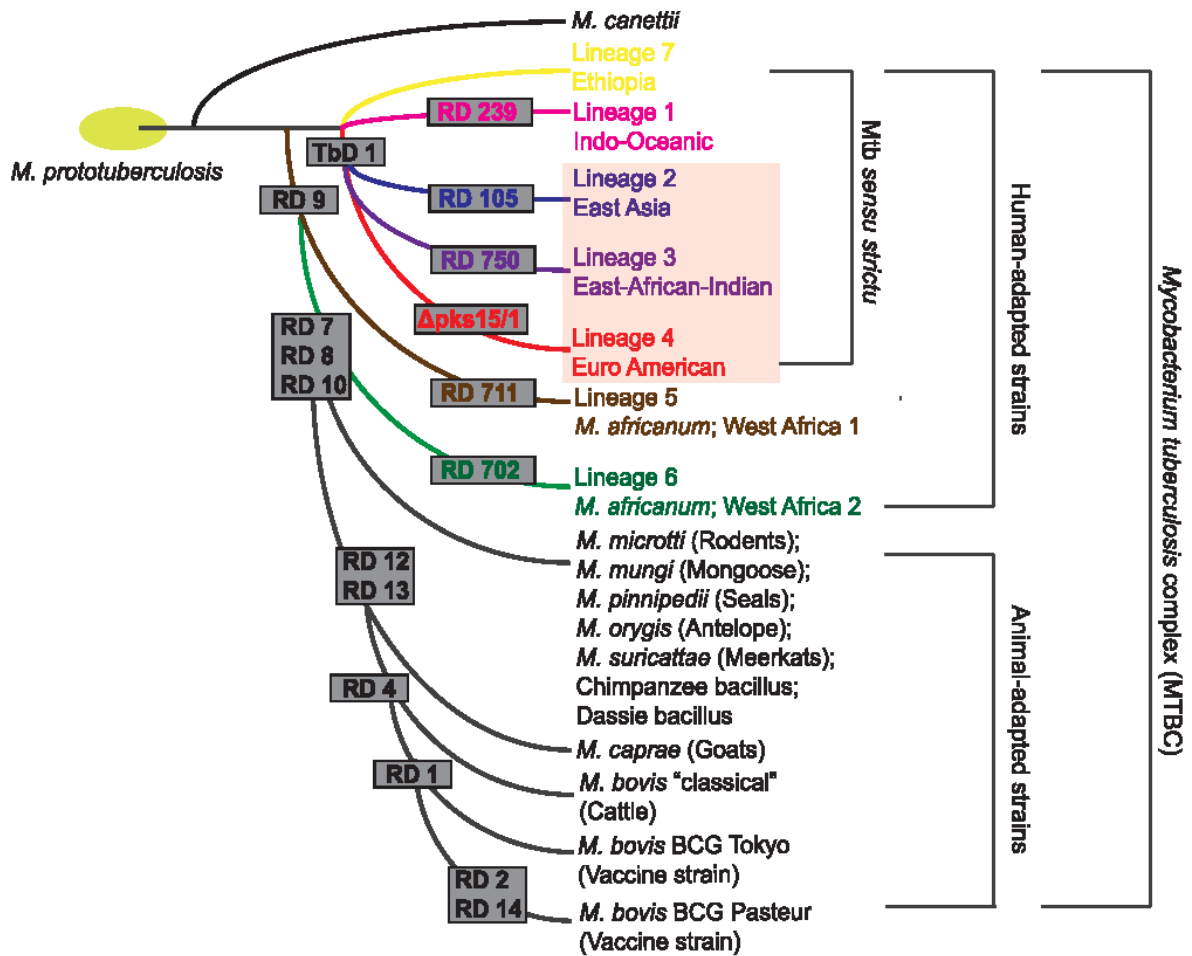 M. canettii
Lineage 7
Ethiopia
RD 239
Lineage 1
Indo-Oceanic
M. prototuberculosis
TbD 1
RD 9
RD 105
Lineage 2
East Asia
RD 750
Lineage 3
East-African-Indian
Δpks15/1
Lineage 4
Euro American
RD 7
RD 8
RD 10
RD 711
Lineage 5
M. africanum; West Africa 1
RD 702
Lineage 6
M. africanum; West Africa 2
M. microtti (Rodents);
M. mungi (Mongoose);
M. pinnipedii (Seals);
M. orygis (Antelope);
M. suricattae (Meerkats);
Chimpanzee bacillus;
Dassie bacillus
RD 12
RD 13
RD 4
M. caprae (Goats)
RD 1
M. bovis “classical”
(Cattle)
M. bovis BCG Tokyo
(Vaccine strain)
RD 2
RD 14
M. bovis BCG Pasteur
(Vaccine strain)
Mtb sensu strictu
Human-adapted strains
Animal-adapted strains
Mycobacterium tuberculosis complex (MTBC)